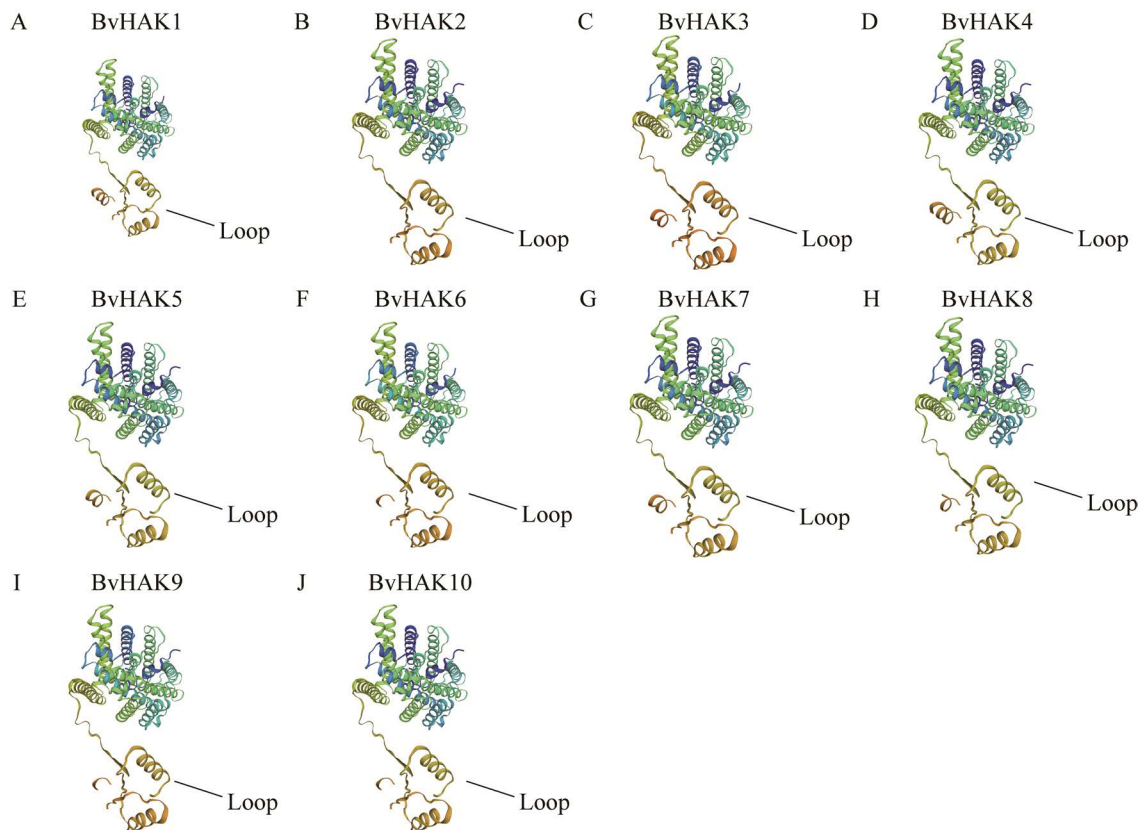 A BvHAK1 B BvHAK2 C BvHAK3 D BvHAK4
Loop Loop Loop Loop
E BvHAK5 F BvHAK6 G BvHAK7 H BvHAK8
Loop Loop Loop Loop
I BvHAK9 J BvHAK10
Loop Loop